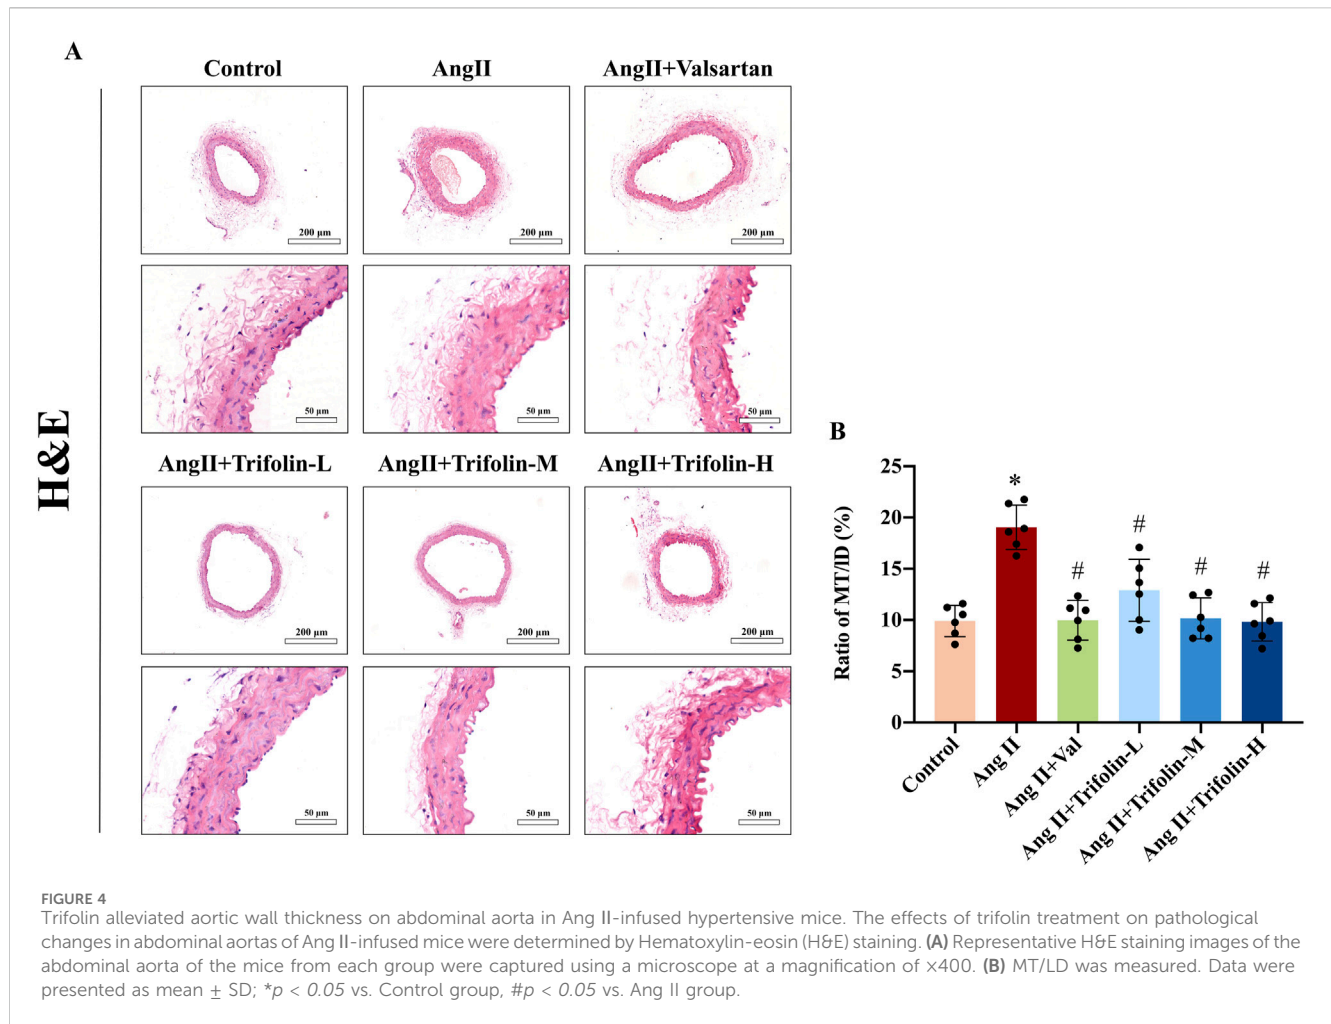 A
Control
AngII
AngII+Valsartan
200 µm
200 µm
200 µm
50 µm
50 µm
50 µm
H&E
AngII+Trifolin-L
AngII+Trifolin-M
AngII+Trifolin-H
200 µm
200 µm
200 µm
50 µm
50 µm
50 µm
B
Ratio of MT/lD (%)
25
20
15
10
5
0
*
#
#
#
#
Control
Ang II
Ang II+Val
Ang II+Trifolin-L
Ang II+Trifolin-M
Ang II+Trifolin-H
FIGURE 4
Trifolin alleviated aortic wall thickness on abdominal aorta in Ang II-infused hypertensive mice. The effects of trifolin treatment on pathological
changes in abdominal aortas of Ang II-infused mice were determined by Hematoxylin-eosin (H&E) staining. (A) Representative H&E staining images of the
abdominal aorta of the mice from each group were captured using a microscope at a magnification of ×400. (B) MT/LD was measured. Data were
presented as mean ± SD; *p < 0.05 vs. Control group, #p < 0.05 vs. Ang II group.